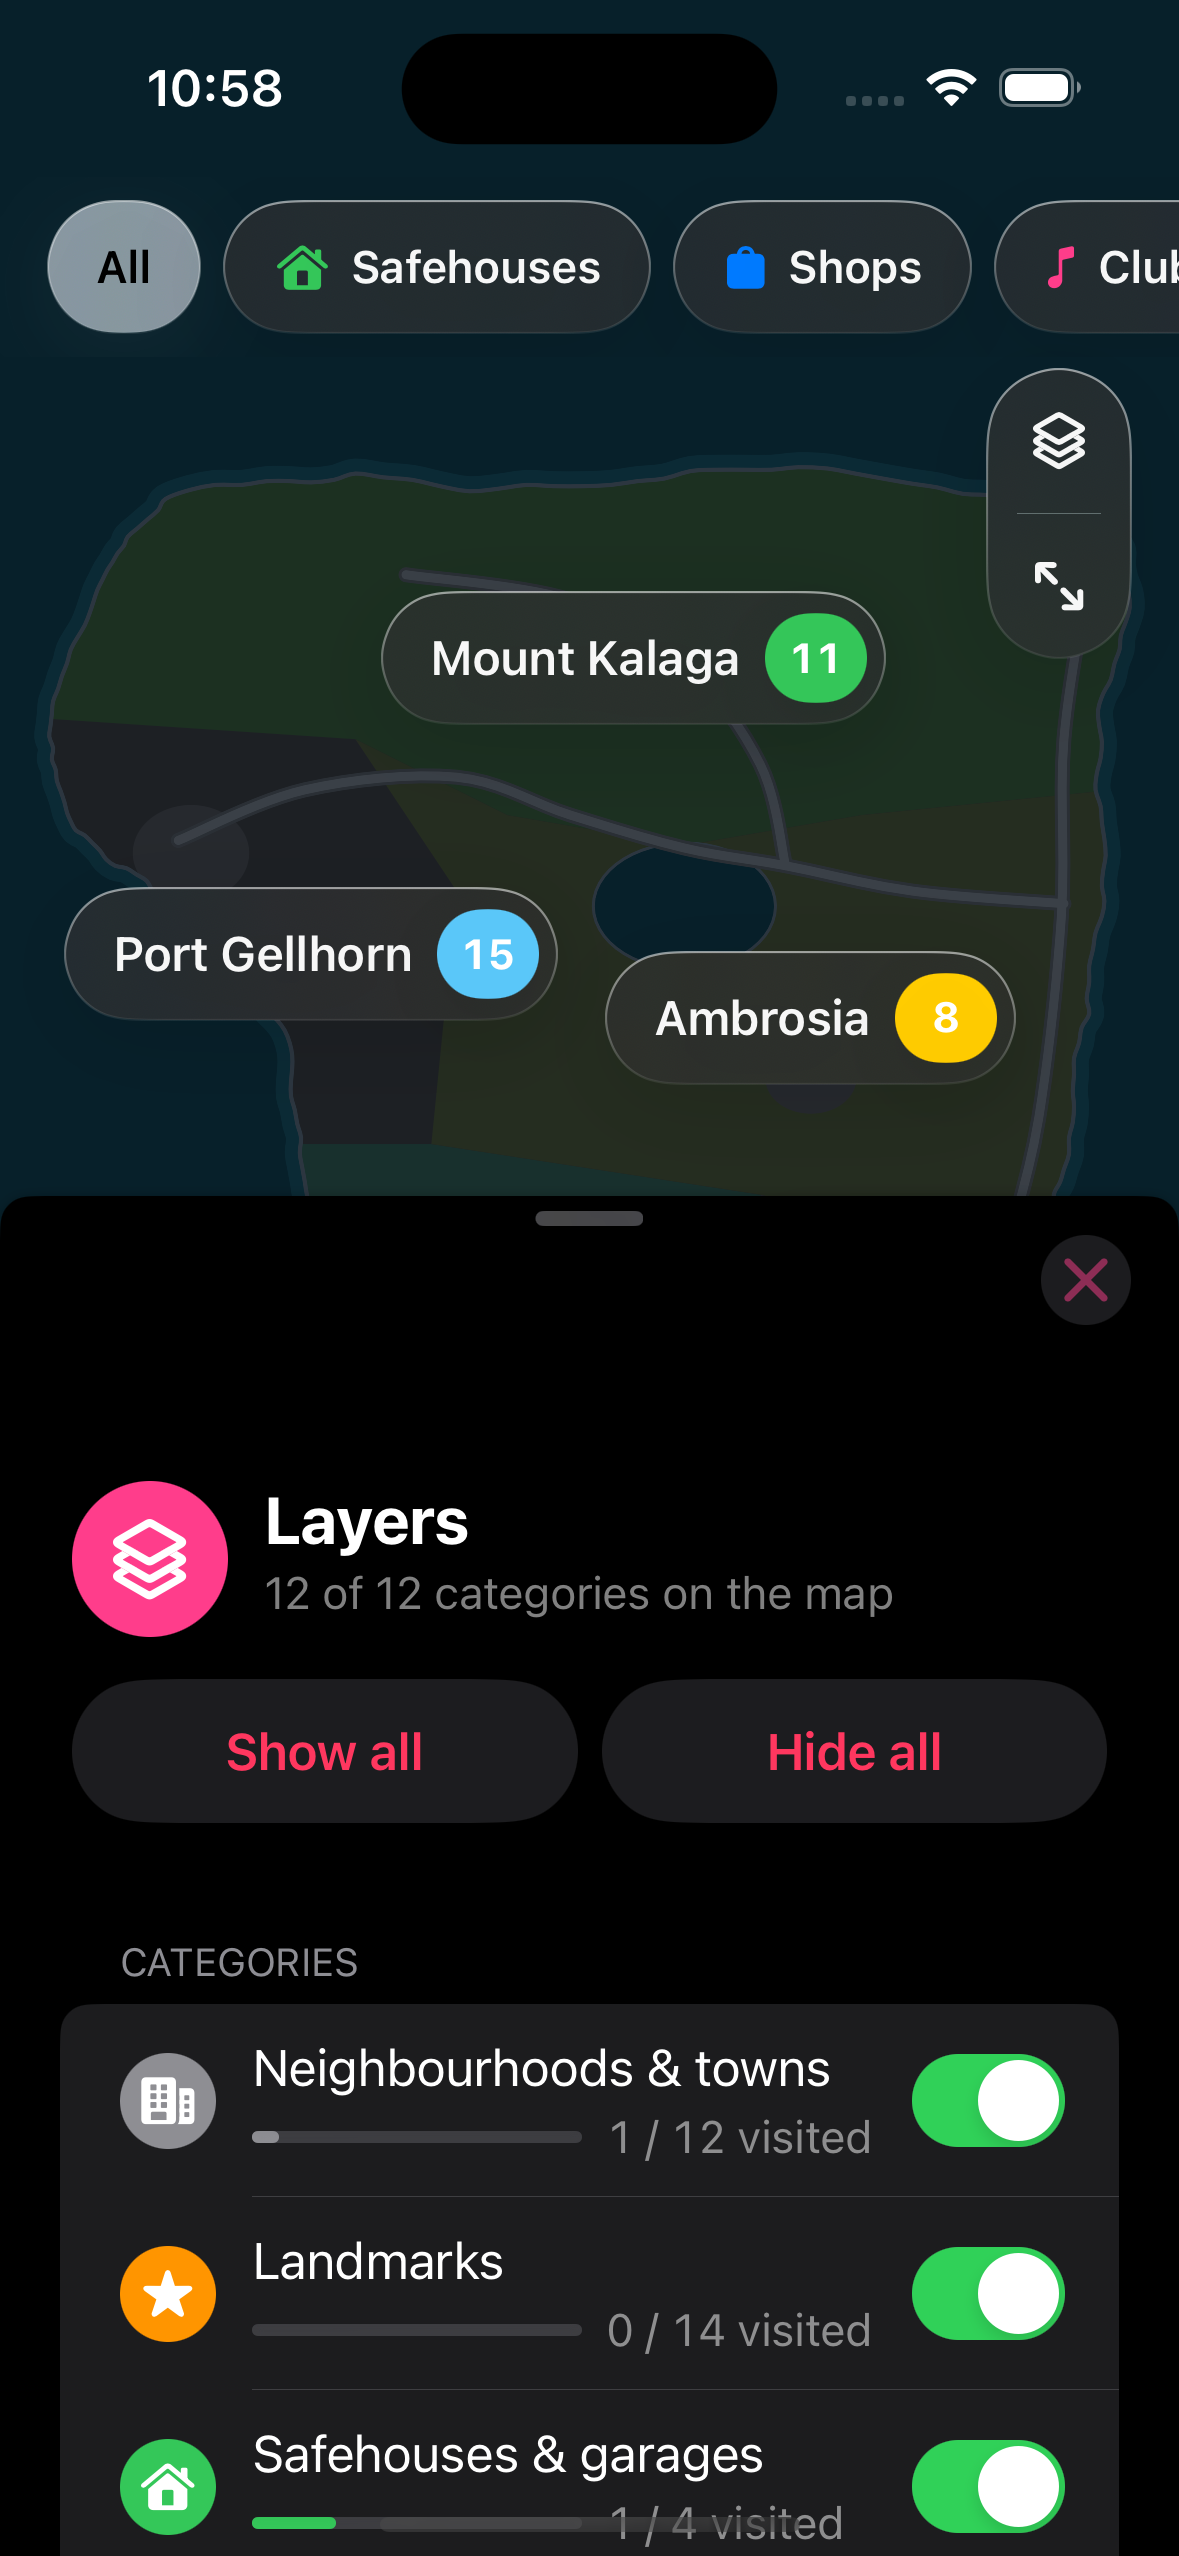 10:58
All
Safehouses
Shops
Mount Kalaga 11
Port Gellhorn 15
Ambrosia 8
Layers
12 of 12 categories on the map
Show all
Hide all
CATEGORIES
Neighbourhoods & towns
1 / 12 visited
Landmarks
0 / 14 visited
Safehouses & garages
1 / 4 visited